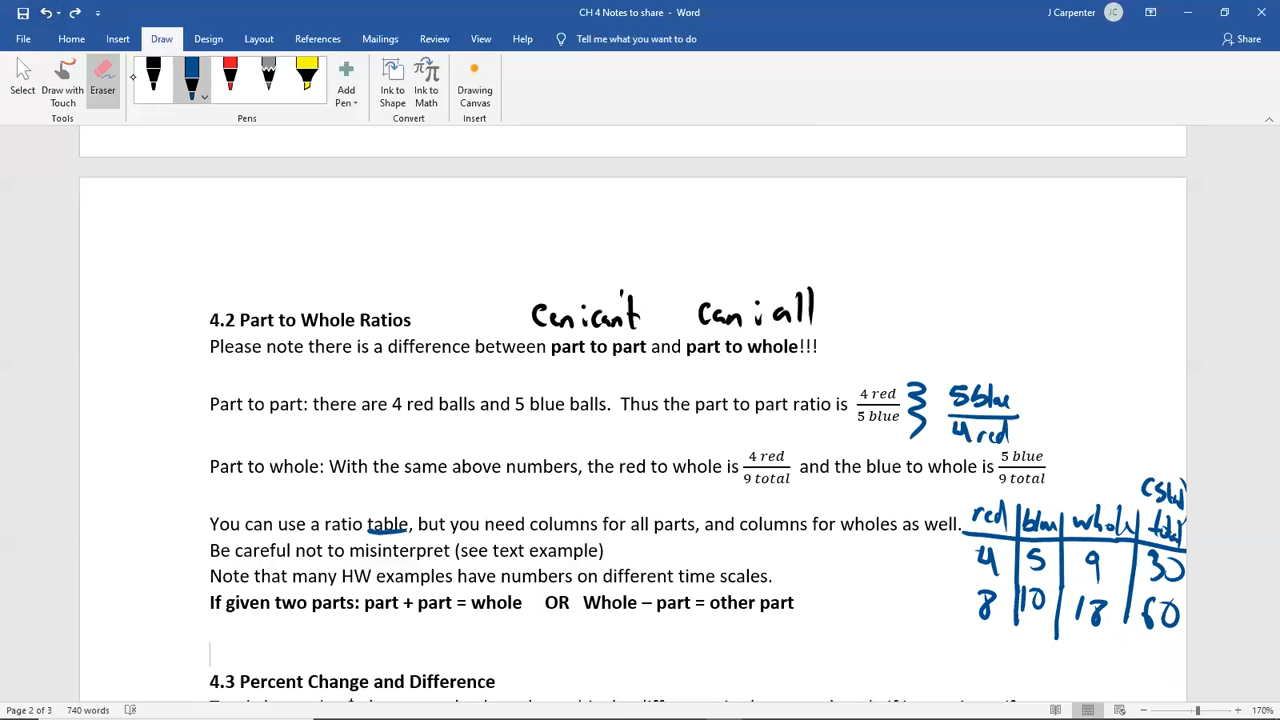 CH 4 Notes to share - Word
J Carpenter
JC
File Home Insert Draw Design Layout References Mailings Review View Help Tell me what you want to do Share
Select
Draw with Touch
Eraser
Add Pen
Ink to Shape
Ink to Math
Drawing Canvas
Tools Pens Convert Insert
can i can't can i all
4.2 Part to Whole Ratios
Please note there is a difference between part to part and part to whole!!!
Part to part: there are 4 red balls and 5 blue balls. Thus the part to part ratio is 4 red / 5 blue
5 blue
4 red
Part to whole: With the same above numbers, the red to whole is 4 red / 9 total and the blue to whole is 5 blue / 9 total
You can use a ratio table, but you need columns for all parts, and columns for wholes as well.
Be careful not to misinterpret (see text example)
Note that many HW examples have numbers on different time scales.
If given two parts: part + part = whole OR Whole – part = other part
red blue whole total
4 5 9 30
8 10 18 60
4.3 Percent Change and Difference
Page 2 of 3 740 words 170%